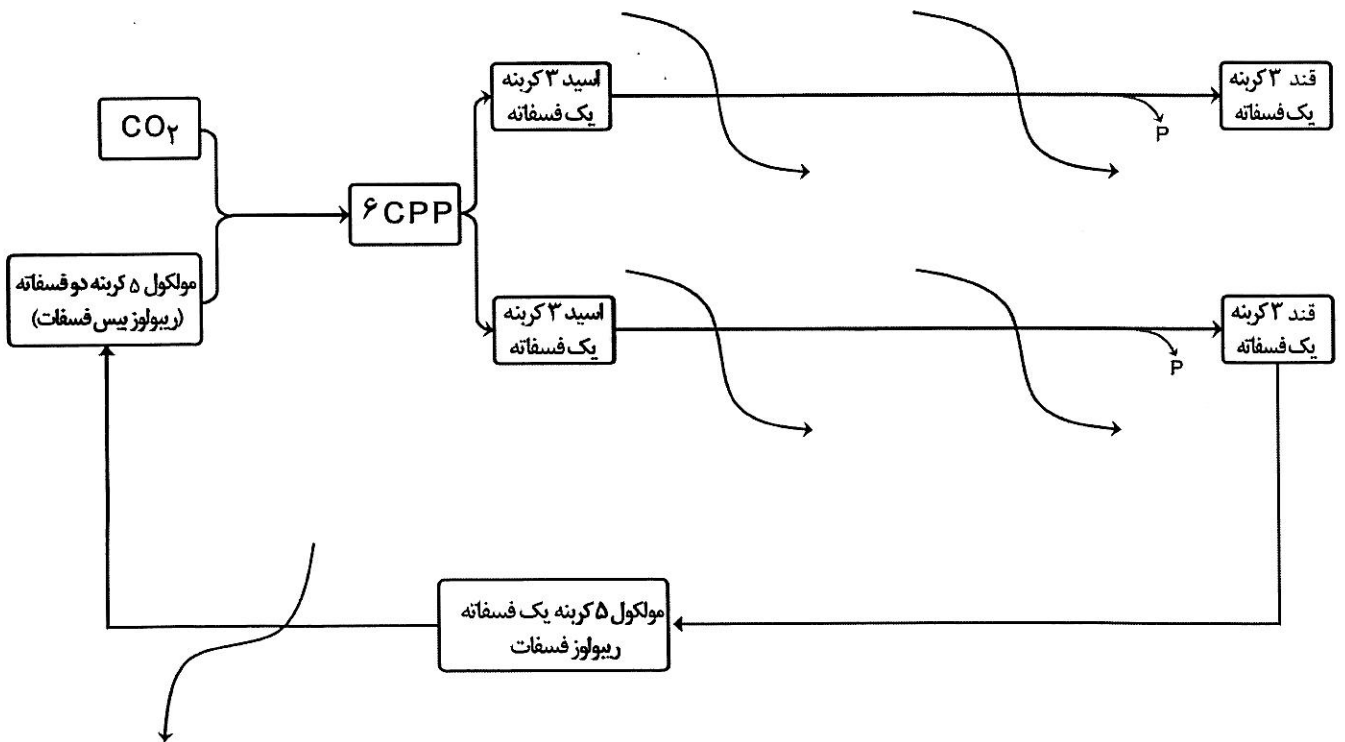 CO۲
مولکول ۵ کربنه دو فسفاته
(ریبولوز بیس فسفات)
۶CPP
اسید ۳ کربنه
یک فسفاته
P
قند ۳ کربنه
یک فسفاته
اسید ۳ کربنه
یک فسفاته
P
قند ۳ کربنه
یک فسفاته
مولکول ۵ کربنه یک فسفاته
ریبولوز فسفات